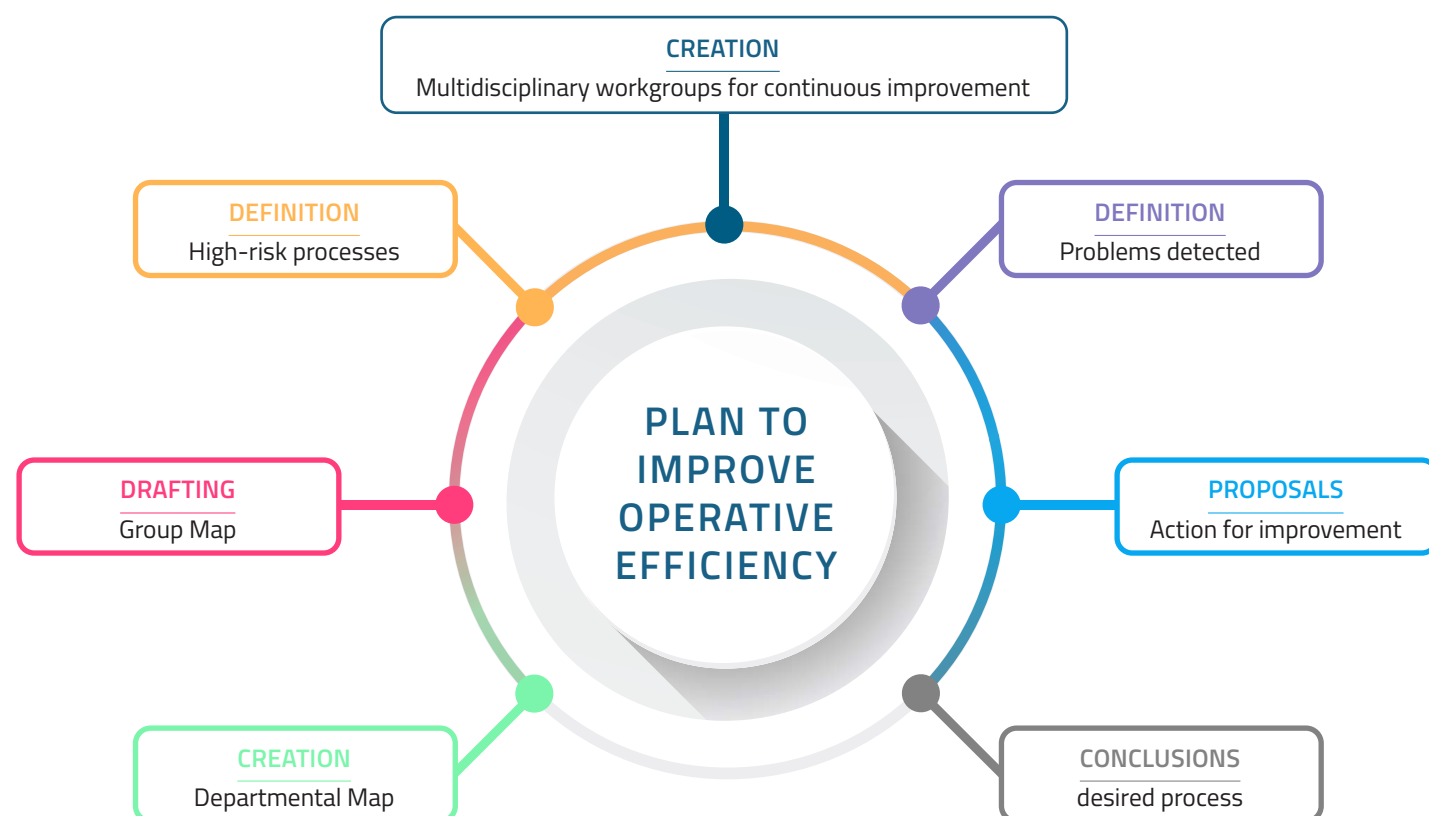 CREATION
Multidisciplinary workgroups for continuous improvement
DEFINITION
High-risk processes
DEFINITION
Problems detected
PLAN TO
IMPROVE
OPERATIVE
EFFICIENCY
DRAFTING
Group Map
PROPOSALS
Action for improvement
CREATION
Departmental Map
CONCLUSIONS
desired process